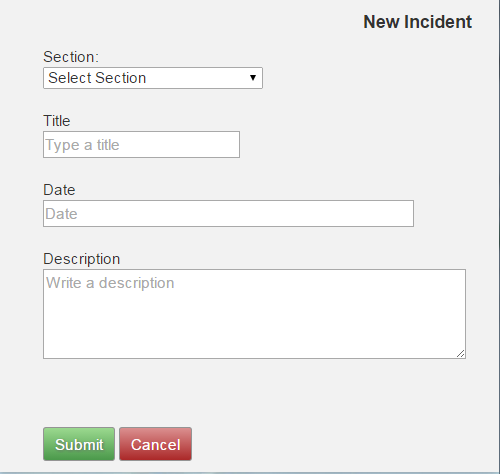 New Incident
Section:
Select Section
Title
Type a title
Date
Date
Description
Write a description
Submit Cancel